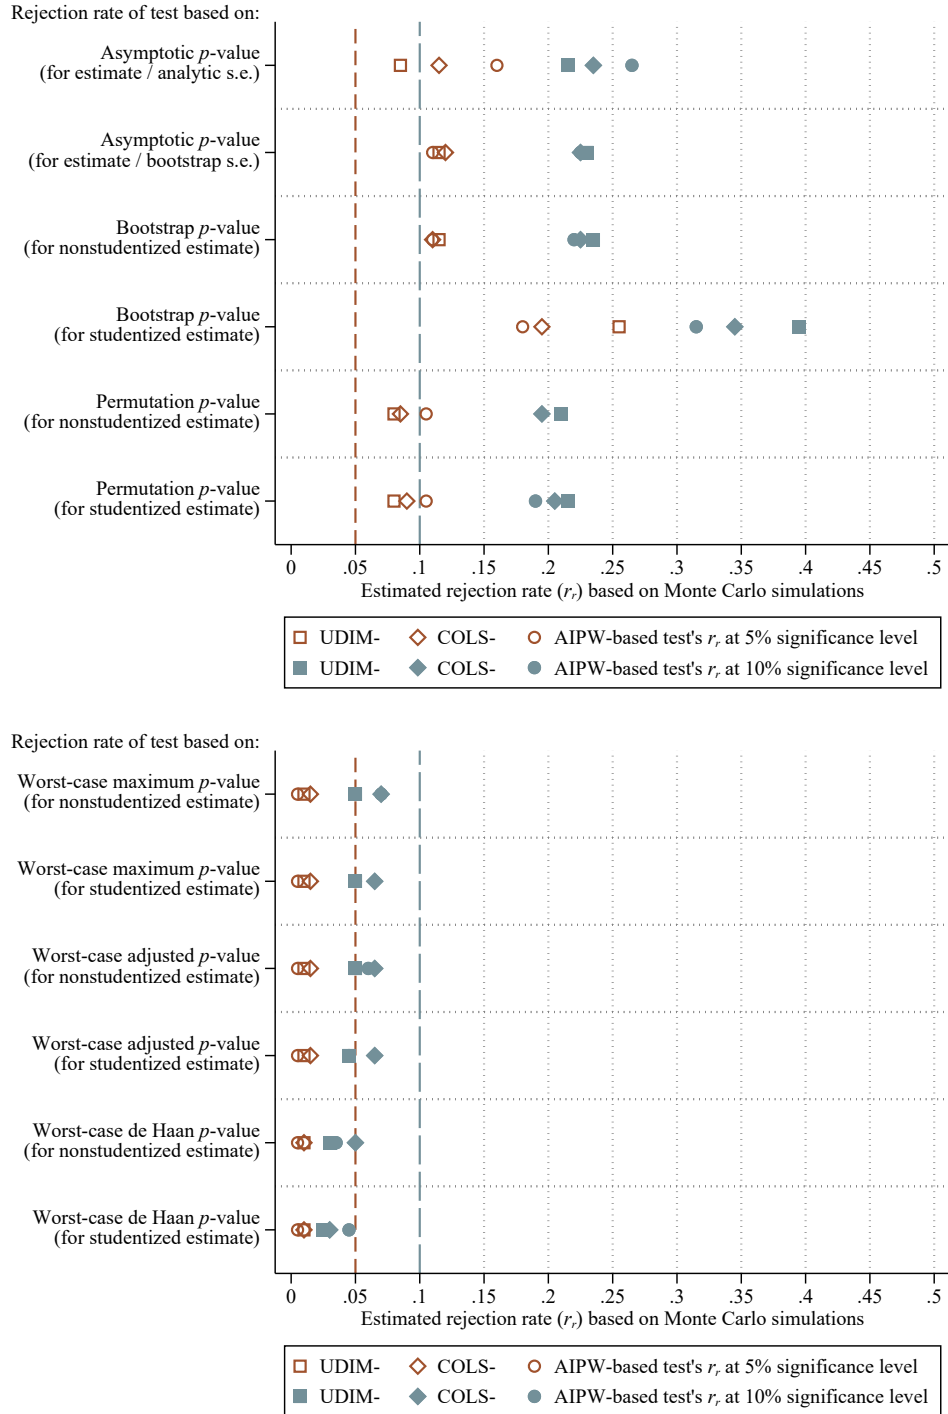 Rejection rate of test based on:
Asymptotic p-value
(for estimate / analytic s.e.)
Asymptotic p-value
(for estimate / bootstrap s.e.)
Bootstrap p-value
(for nonstudentized estimate)
Bootstrap p-value
(for studentized estimate)
Permutation p-value
(for nonstudentized estimate)
Permutation p-value
(for studentized estimate)
0 .05 .1 .15 .2 .25 .3 .35 .4 .45 .5
Estimated rejection rate (rr) based on Monte Carlo simulations
UDIM- COLS- AIPW-based test's rr at 5% significance level
UDIM- COLS- AIPW-based test's rr at 10% significance level
Rejection rate of test based on:
Worst-case maximum p-value
(for nonstudentized estimate)
Worst-case maximum p-value
(for studentized estimate)
Worst-case adjusted p-value
(for nonstudentized estimate)
Worst-case adjusted p-value
(for studentized estimate)
Worst-case de Haan p-value
(for nonstudentized estimate)
Worst-case de Haan p-value
(for studentized estimate)
0 .05 .1 .15 .2 .25 .3 .35 .4 .45 .5
Estimated rejection rate (rr) based on Monte Carlo simulations
UDIM- COLS- AIPW-based test's rr at 5% significance level
UDIM- COLS- AIPW-based test's rr at 10% significance level